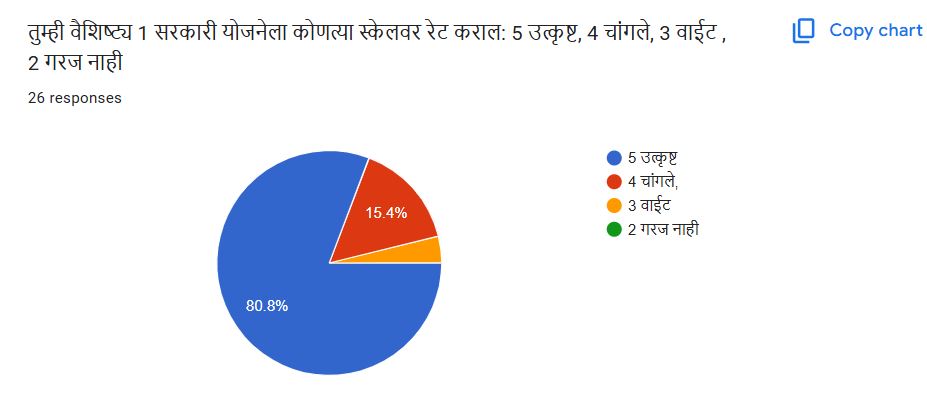 तुम्ही वैशिष्ट्य 1 सरकारी योजनेला कोणत्या स्केलवर रेट कराल: 5 उत्कृष्ट, 4 चांगले, 3 वाईट ,
2 गरज नाही
Copy chart
26 responses
5 उत्कृष्ट
4 चांगले,
3 वाईट
2 गरज नाही
15.4%
80.8%